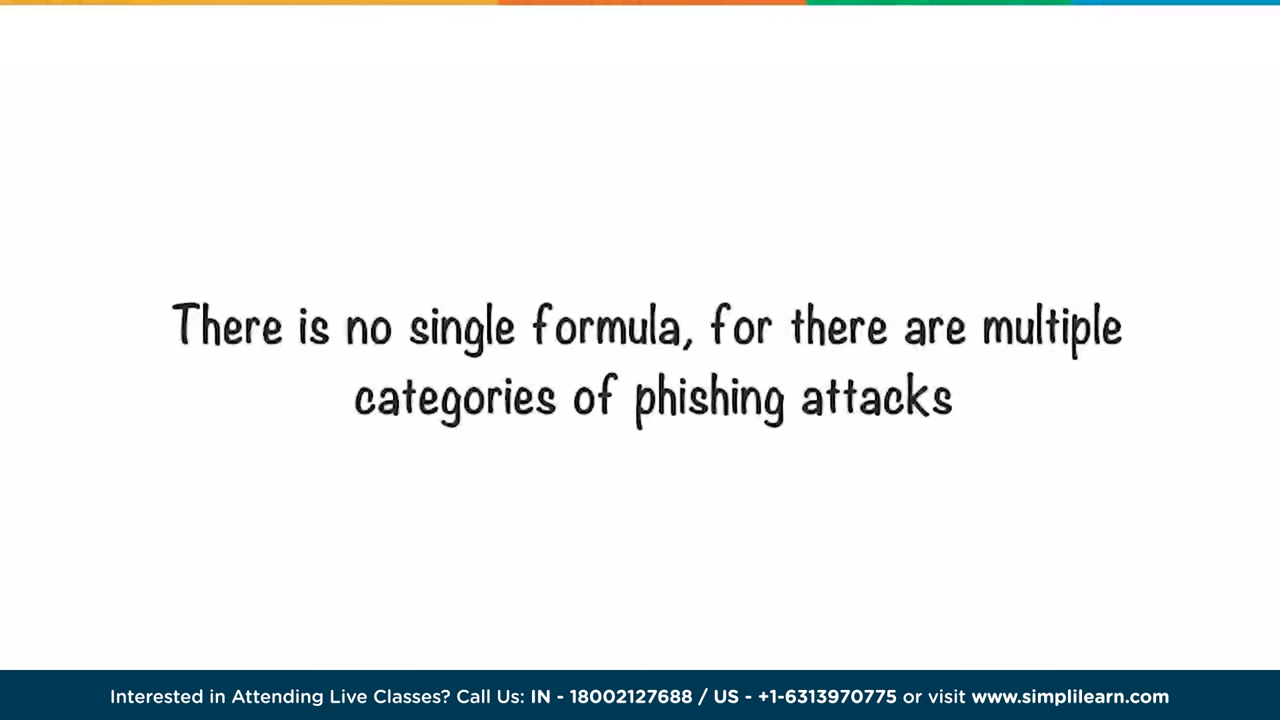 There is no single formula, for there are multiple
categories of phishing attacks
Interested in Attending Live Classes? Call Us: IN - 18002127688 / US - +1-6313970775 or visit www.simplilearn.com